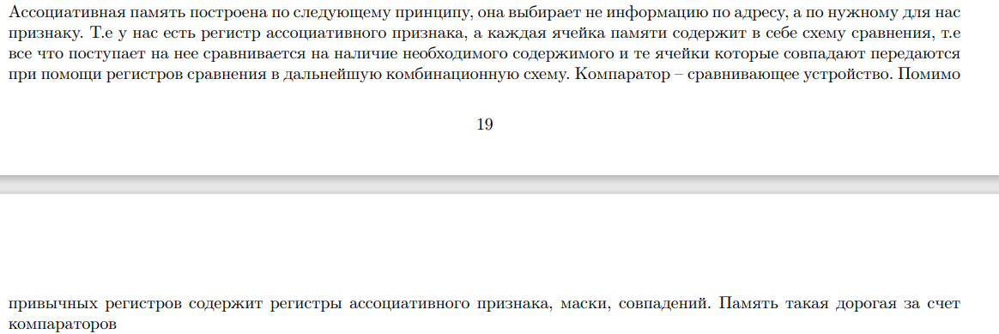 Ассоциативная память построена по следующему принципу, она выбирает не информацию по адресу, а по нужному для нас
признаку. Т.е у нас есть регистр ассоциативного признака, а каждая ячейка памяти содержит в себе схему сравнения, т.е
все что поступает на нее сравнивается на наличие необходимого содержимого и те ячейки которые совпадают передаются
при помощи регистров сравнения в дальнейшую комбинационную схему. Компаратор – сравнивающее устройство. Помимо
19
привычных регистров содержит регистры ассоциативного признака, маски, совпадений. Память такая дорогая за счет
компараторов